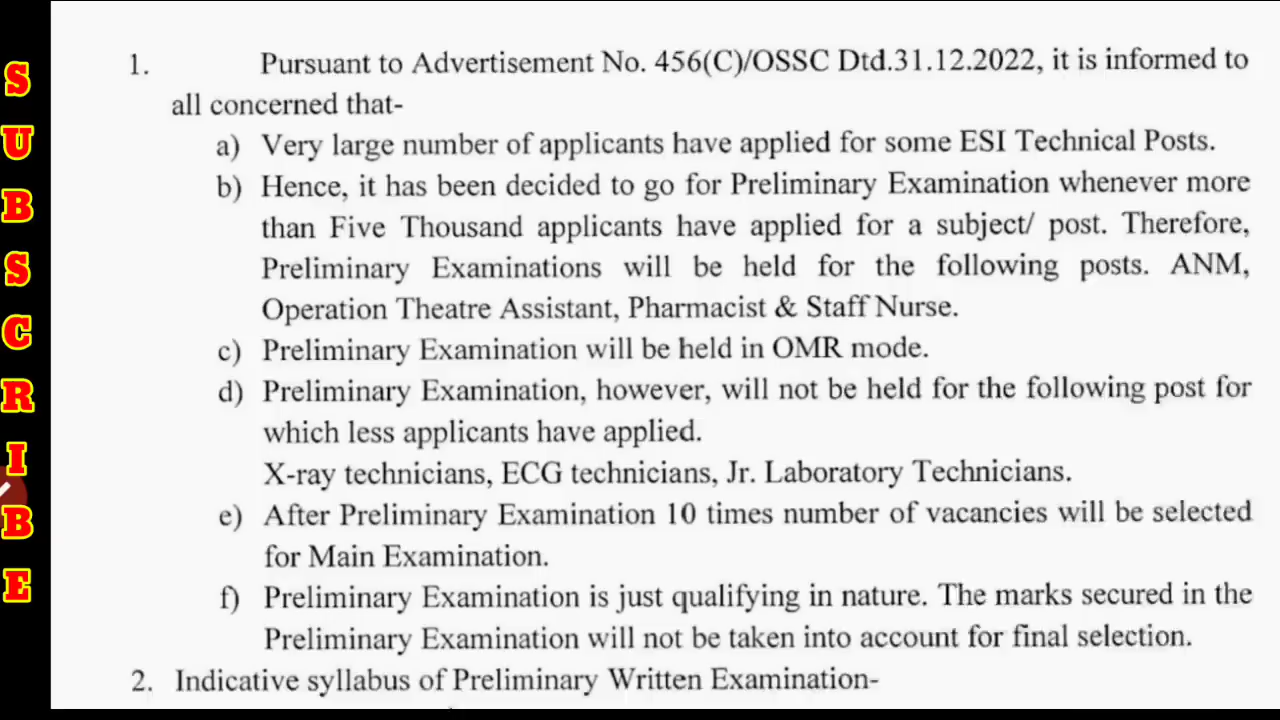 S
U
B
S
C
R
I
B
E
1. Pursuant to Advertisement No. 456(C)/OSSC Dtd.31.12.2022, it is informed to
all concerned that-
a) Very large number of applicants have applied for some ESI Technical Posts.
b) Hence, it has been decided to go for Preliminary Examination whenever more
than Five Thousand applicants have applied for a subject/ post. Therefore,
Preliminary Examinations will be held for the following posts. ANM,
Operation Theatre Assistant, Pharmacist & Staff Nurse.
c) Preliminary Examination will be held in OMR mode.
d) Preliminary Examination, however, will not be held for the following post for
which less applicants have applied.
X-ray technicians, ECG technicians, Jr. Laboratory Technicians.
e) After Preliminary Examination 10 times number of vacancies will be selected
for Main Examination.
f) Preliminary Examination is just qualifying in nature. The marks secured in the
Preliminary Examination will not be taken into account for final selection.
2. Indicative syllabus of Preliminary Written Examination-